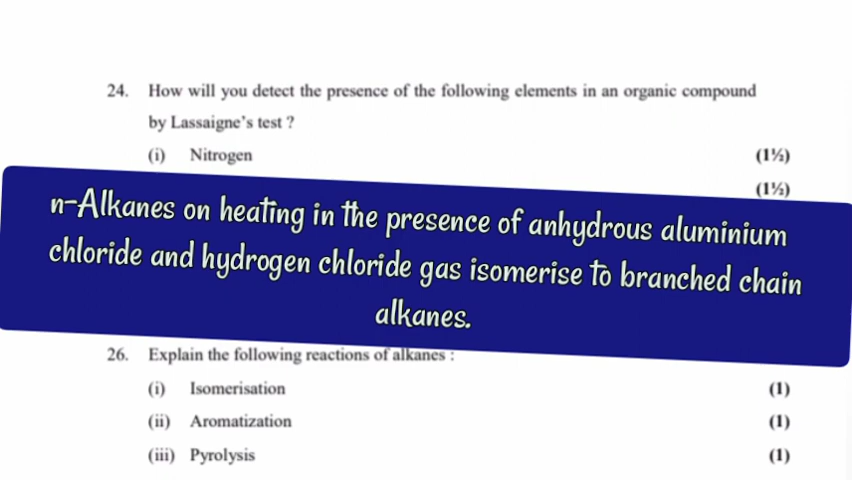 24. How will you detect the presence of the following elements in an organic compound
by Lassaigne's test ?
(i) Nitrogen (1½)
(1½)
n-Alkanes on heating in the presence of anhydrous aluminium
chloride and hydrogen chloride gas isomerise to branched chain
alkanes.
26. Explain the following reactions of alkanes :
(i) Isomerisation (1)
(ii) Aromatization (1)
(iii) Pyrolysis (1)